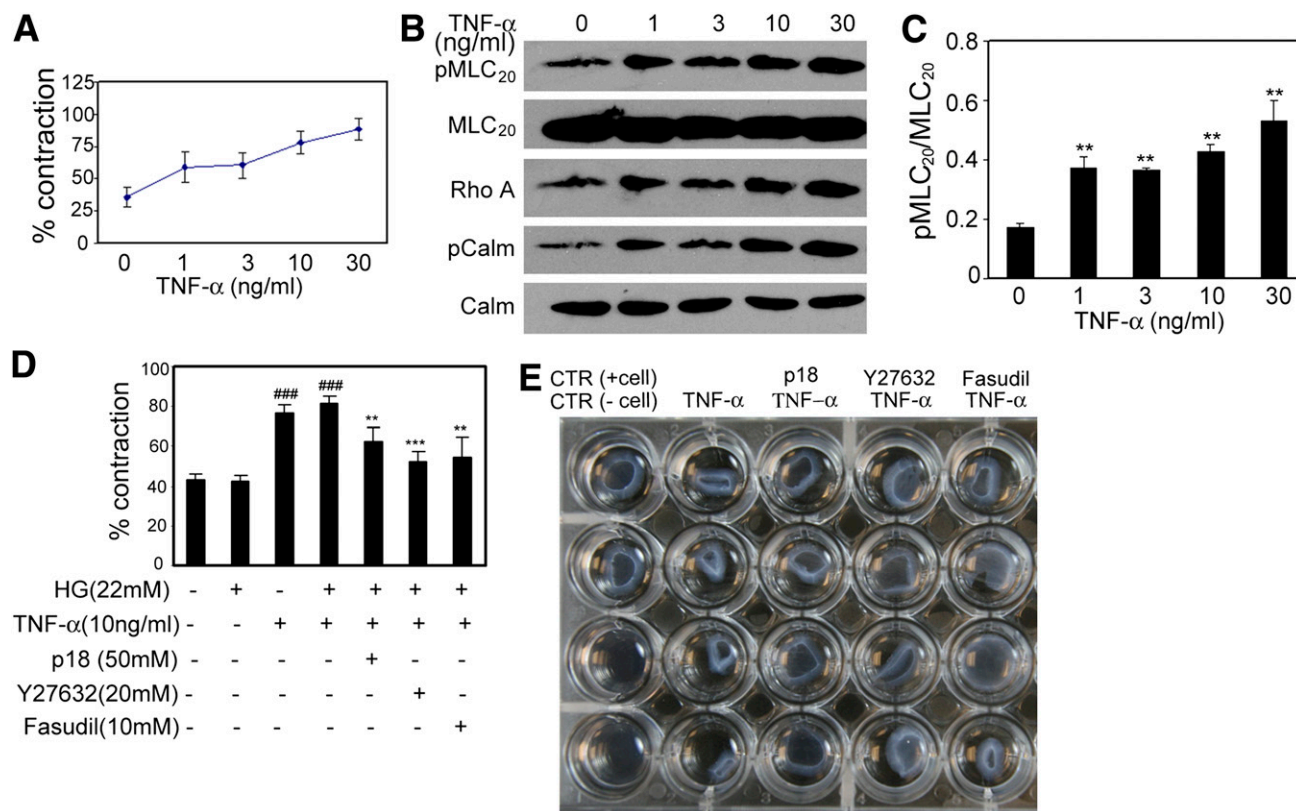 A
% contraction
125
100
75
50
25
0
0 1 3 10 30
TNF-α (ng/ml)
B
TNF-α 0 1 3 10 30
(ng/ml)
pMLC20
MLC20
Rho A
pCalm
Calm
C
pMLC20/MLC20
0.8
0.6
0.4
0.2
0
** ** ** **
0 1 3 10 30
TNF-α (ng/ml)
D
% contraction
100
80
60
40
20
0
### ### ** *** **
HG(22mM) - + - + + + +
TNF-α(10ng/ml) - - + + + + +
p18 (50mM) - - - - + - -
Y27632(20mM) - - - - - + -
Fasudil(10mM) - - - - - - +
E
CTR (+cell) p18 Y27632 Fasudil
CTR (- cell) TNF-α TNF-α TNF-α TNF-α